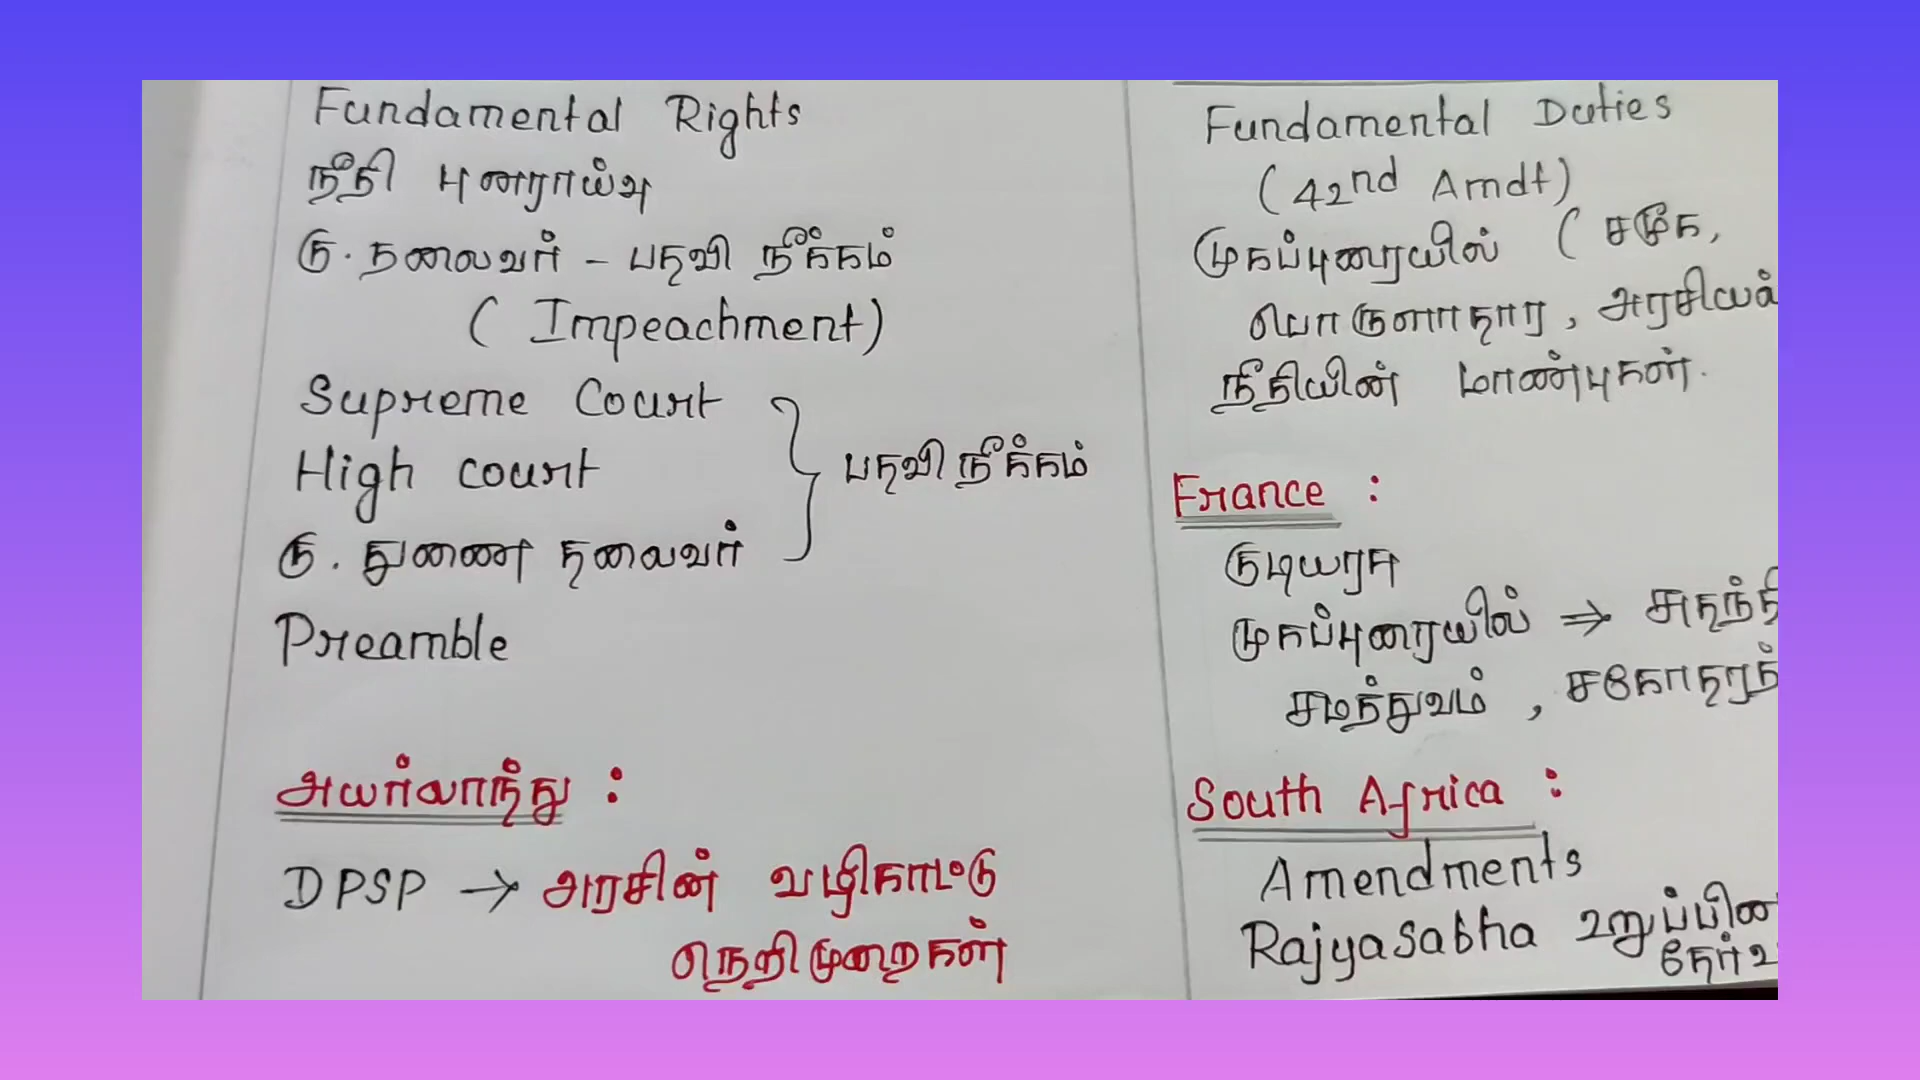 Fundamental Rights
நீதி புனராய்வு
கு. தலைவர் - பதவி நீக்கம்
( Impeachment)
Supreme Court
High court
பதவி நீக்கம்
கு. துணை தலைவர்
Preamble
அயர்லாந்து :
DPSP → அரசின் வழிகாட்டு
நெறிமுறைகள்
Fundamental Duties
(42nd Amdt)
முகப்புரையில் ( சமூக,
பொருளாதார, அரசியல்
நீதியின் மாண்புகள்.
France :
குடியரசு
முகப்புரையில் ⇒
சமத்துவம் ,
South Africa :
Amendments
Rajyasabha